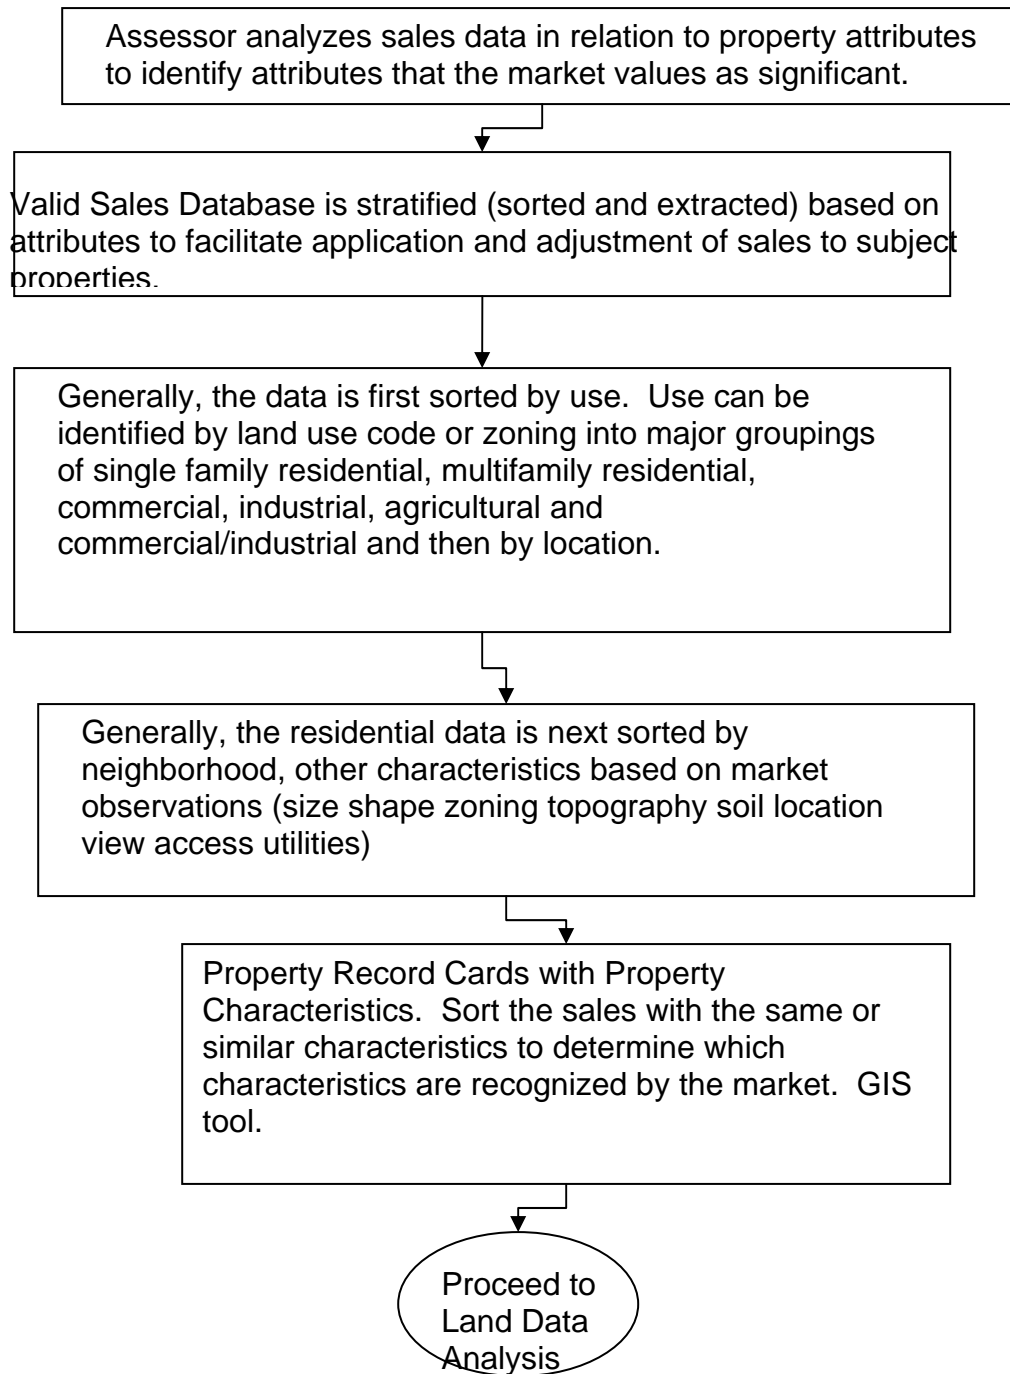 Assessor analyzes sales data in relation to property attributes
to identify attributes that the market values as significant.
Valid Sales Database is stratified (sorted and extracted) based on
attributes to facilitate application and adjustment of sales to subject
properties.
Generally, the data is first sorted by use.  Use can be
identified by land use code or zoning into major groupings
of single family residential, multifamily residential,
commercial, industrial, agricultural and
commercial/industrial and then by location.
Generally, the residential data is next sorted by
neighborhood, other characteristics based on market
observations (size shape zoning topography soil location
view access utilities)
Property Record Cards with Property
Characteristics.  Sort the sales with the same or
similar characteristics to determine which
characteristics are recognized by the market.  GIS
tool.
Proceed to
Land Data
Analysis